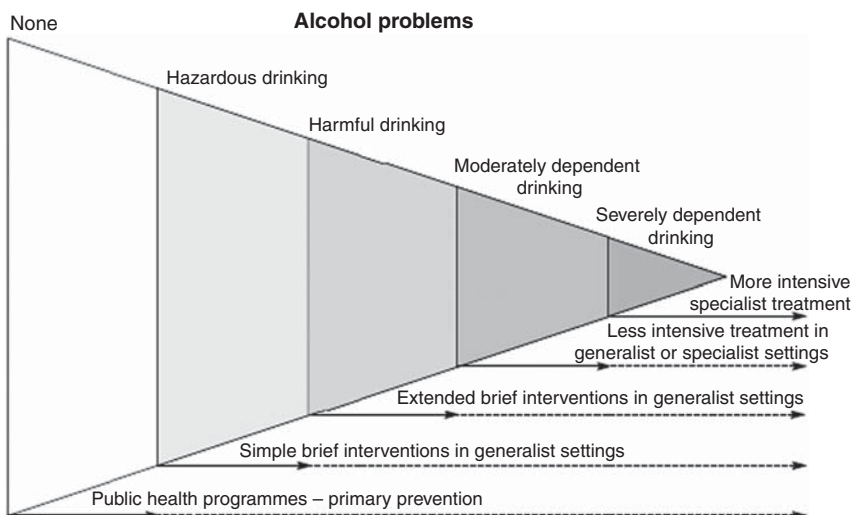 None
Alcohol problems
Hazardous drinking
Harmful drinking
Moderately dependent
drinking
Severely dependent
drinking
More intensive
specialist treatment
Less intensive treatment in
generalist or specialist settings
Extended brief interventions in generalist settings
Simple brief interventions in generalist settings
Public health programmes – primary prevention